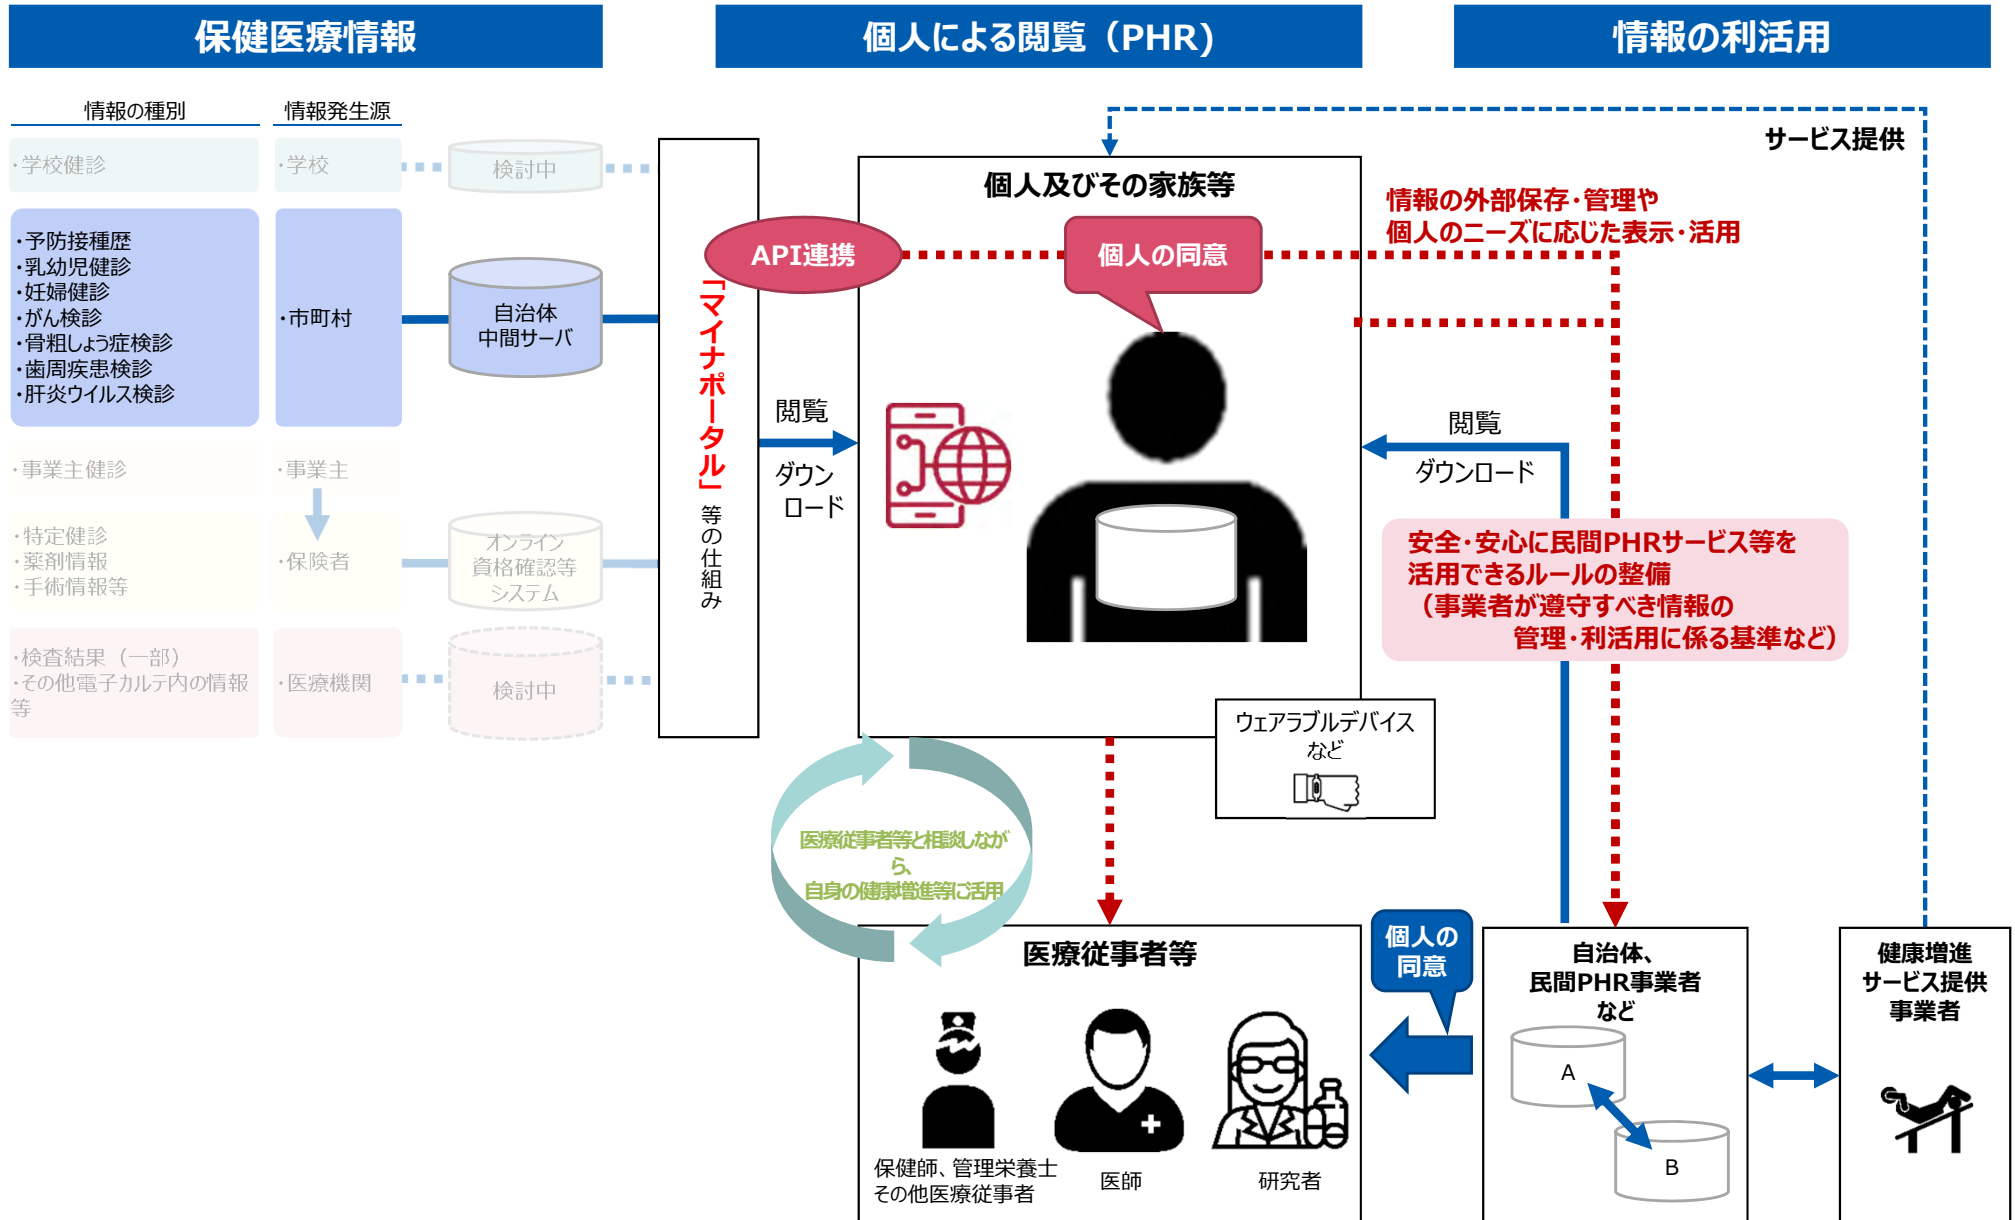 保健医療情報
個人による閲覧（PHR)
情報の利活用
情報の種別
情報発生源
・学校健診
・学校
検討中
・予防接種歴
・乳幼児健診
・妊婦健診
・がん検診
・骨粗しょう症検診
・歯周疾患検診
・肝炎ウイルス検診
・市町村
自治体
中間サーバ
・事業主健診
・事業主
・特定健診
・薬剤情報
・手術情報等
・保険者
オンライン
資格確認等
システム
・検査結果（一部）
・その他電子カルテ内の情報
等
・医療機関
検討中
「マイナポータル」等の仕組み
API連携
閲覧
ダウン
ロード
個人及びその家族等
個人の同意
サービス提供
情報の外部保存・管理や
個人のニーズに応じた表示・活用
閲覧
ダウンロード
安全・安心に民間PHRサービス等を
活用できるルールの整備
（事業者が遵守すべき情報の
管理・利活用に係る基準など）
ウェアラブルデバイス
など
医療従事者等と相談しなが
ら、
自身の健康増進等に活用
医療従事者等
保健師、管理栄養士
その他医療従事者
医師
研究者
個人の
同意
自治体、
民間PHR事業者
など
A
B
健康増進
サービス提供
事業者